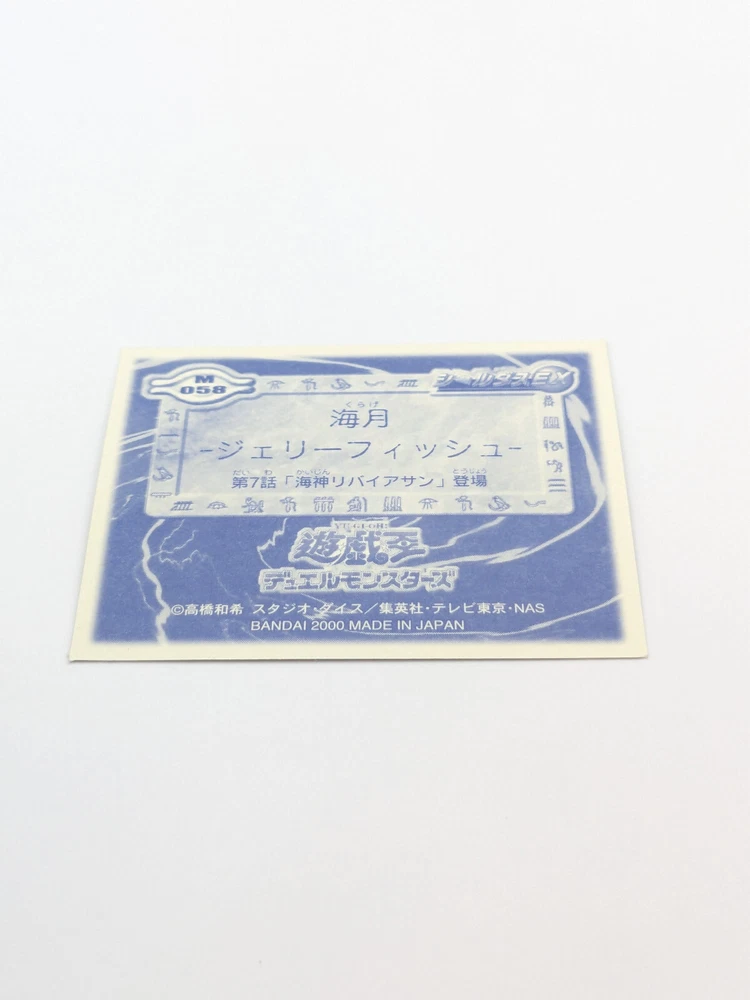 M
058
シールダスEX
くらげ
海月
-ジェリーフィッシュ-
だい わ かいじん とうじょう
第7話「海神リバイアサン」登場
YU-GI-OH!
遊戯王
デュエルモンスターズ
©高橋和希 スタジオ・ダイス／集英社・テレビ東京・NAS
BANDAI 2000 MADE IN JAPAN